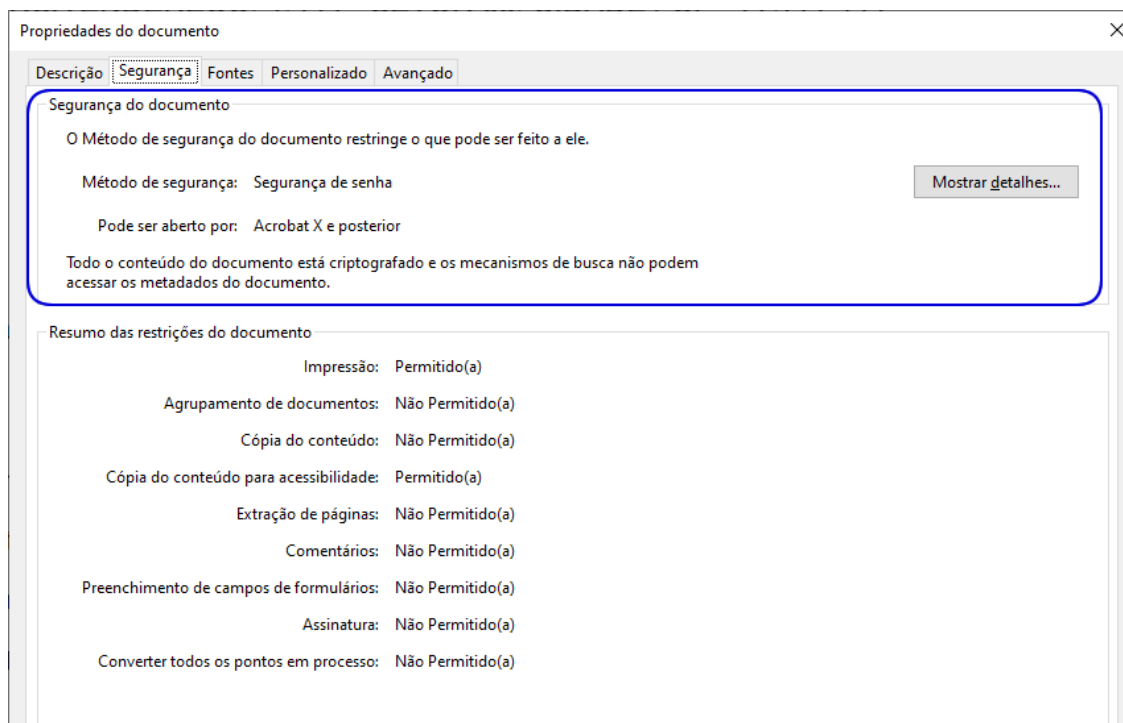 Propriedades do documento
Descrição Segurança Fontes Personalizado Avançado
Segurança do documento
O Método de segurança do documento restringe o que pode ser feito a ele.
Método de segurança: Segurança de senha Mostrar detalhes...
Pode ser aberto por: Acrobat X e posterior
Todo o conteúdo do documento está criptografado e os mecanismos de busca não podem
acessar os metadados do documento.
Resumo das restrições do documento
Impressão: Permitido(a)
Agrupamento de documentos: Não Permitido(a)
Cópia do conteúdo: Não Permitido(a)
Cópia do conteúdo para acessibilidade: Permitido(a)
Extração de páginas: Não Permitido(a)
Comentários: Não Permitido(a)
Preenchimento de campos de formulários: Não Permitido(a)
Assinatura: Não Permitido(a)
Converter todos os pontos em processo: Não Permitido(a)